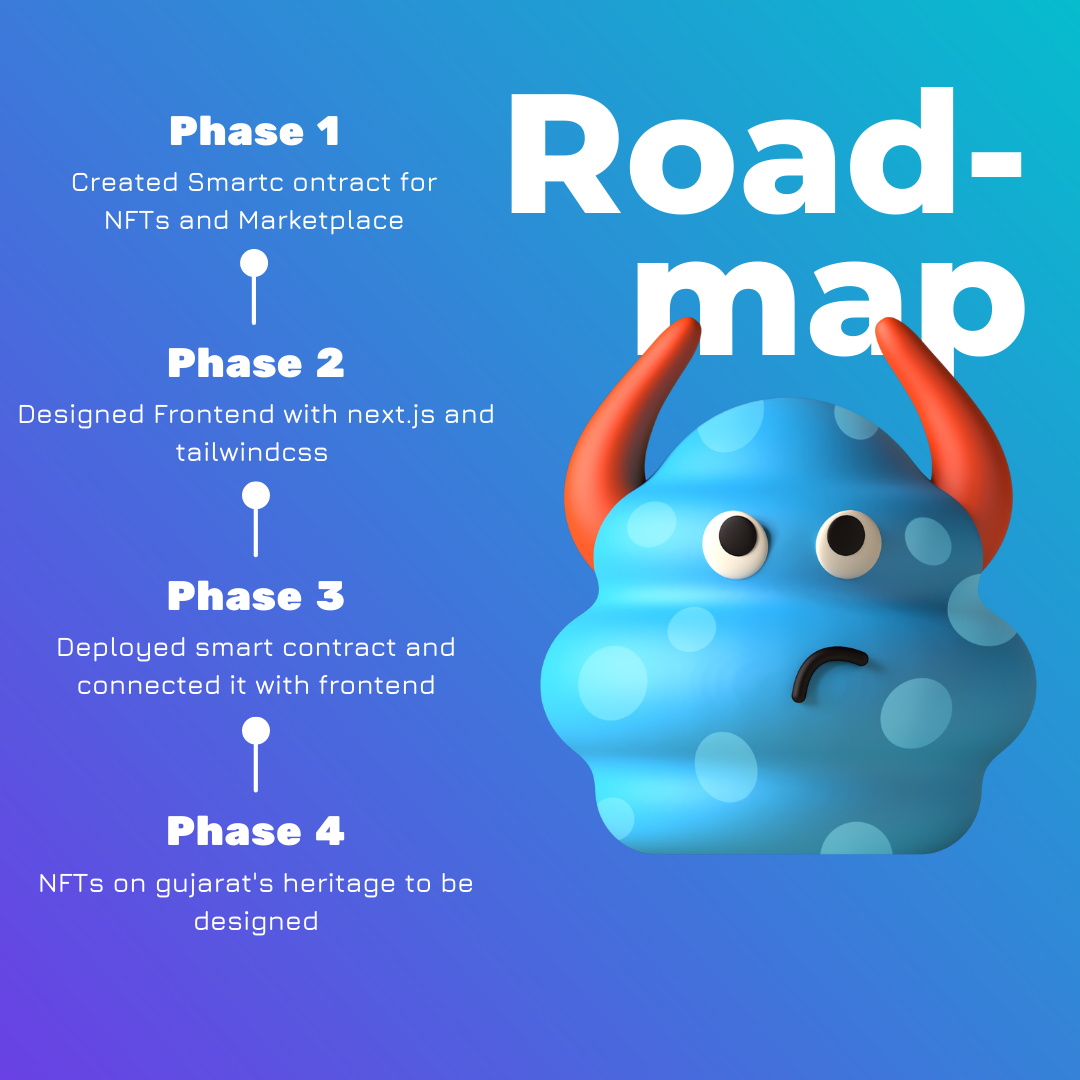 Road-
map
Phase 1
Created Smartc ontract for
NFTs and Marketplace
Phase 2
Designed Frontend with next.js and
tailwindcss
Phase 3
Deployed smart contract and
connected it with frontend
Phase 4
NFTs on gujarat's heritage to be
designed